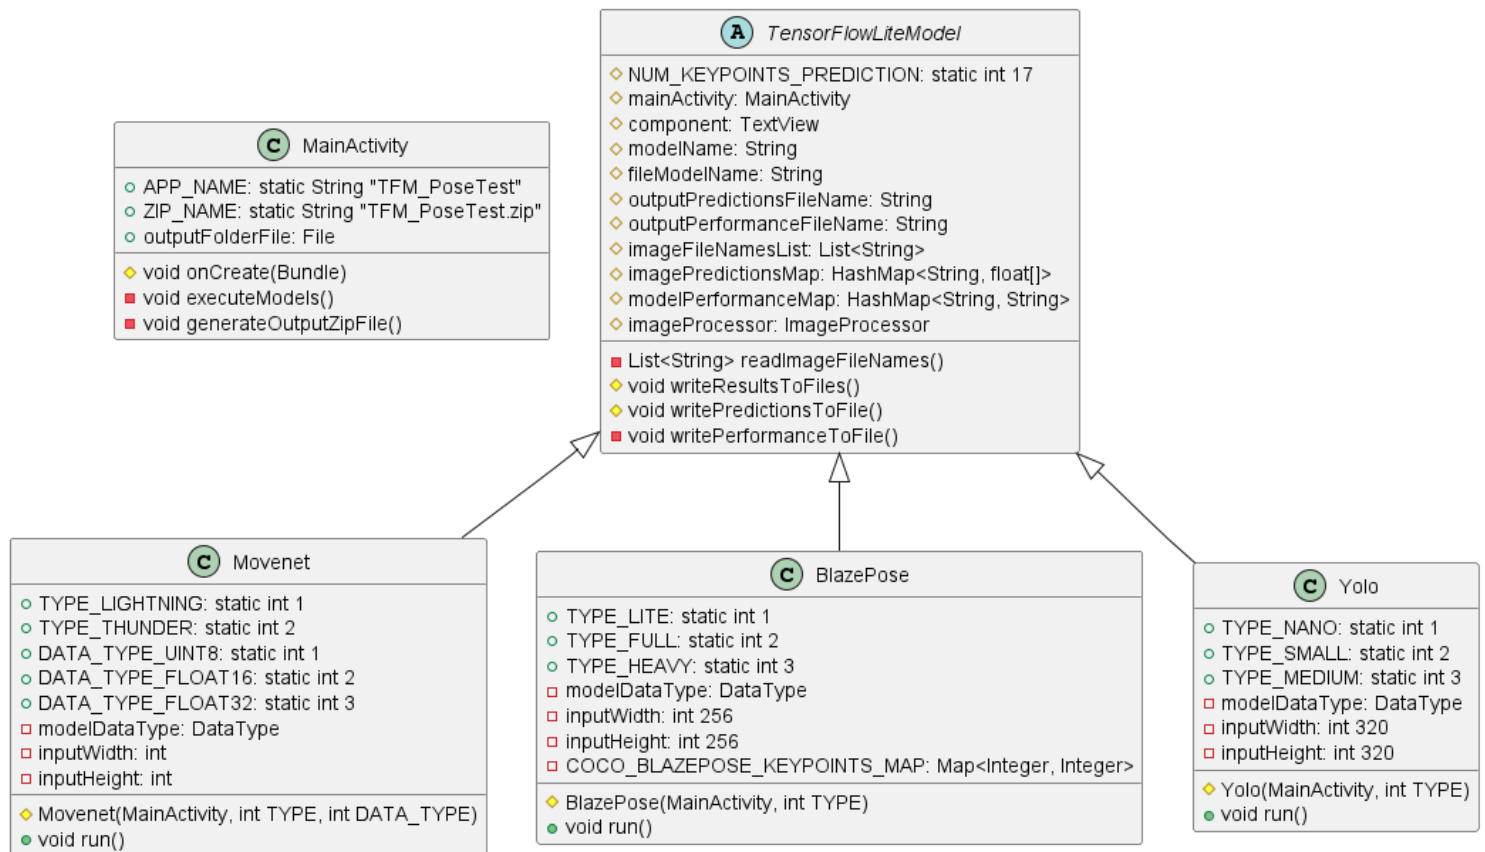 A TensorFlowLiteModel
NUM_KEYPOINTS_PREDICTION: static int 17
mainActivity: MainActivity
component: TextView
modelName: String
fileModelName: String
outputPredictionsFileName: String
outputPerformanceFileName: String
imageFileNamesList: List<String>
imagePredictionsMap: HashMap<String, float[]>
modelPerformanceMap: HashMap<String, String>
imageProcessor: ImageProcessor
List<String> readImageFileNames()
void writeResultsToFiles()
void writePredictionsToFile()
void writePerformanceToFile()
C MainActivity
APP_NAME: static String "TFM_PoseTest"
ZIP_NAME: static String "TFM_PoseTest.zip"
outputFolderFile: File
void onCreate(Bundle)
void executeModels()
void generateOutputZipFile()
C Movenet
TYPE_LIGHTNING: static int 1
TYPE_THUNDER: static int 2
DATA_TYPE_UINT8: static int 1
DATA_TYPE_FLOAT16: static int 2
DATA_TYPE_FLOAT32: static int 3
modelDataType: DataType
inputWidth: int
inputHeight: int
Movenet(MainActivity, int TYPE, int DATA_TYPE)
void run()
C BlazePose
TYPE_LITE: static int 1
TYPE_FULL: static int 2
TYPE_HEAVY: static int 3
modelDataType: DataType
inputWidth: int 256
inputHeight: int 256
COCO_BLAZEPOSE_KEYPOINTS_MAP: Map<Integer, Integer>
BlazePose(MainActivity, int TYPE)
void run()
C Yolo
TYPE_NANO: static int 1
TYPE_SMALL: static int 2
TYPE_MEDIUM: static int 3
modelDataType: DataType
inputWidth: int 320
inputHeight: int 320
Yolo(MainActivity, int TYPE)
void run()